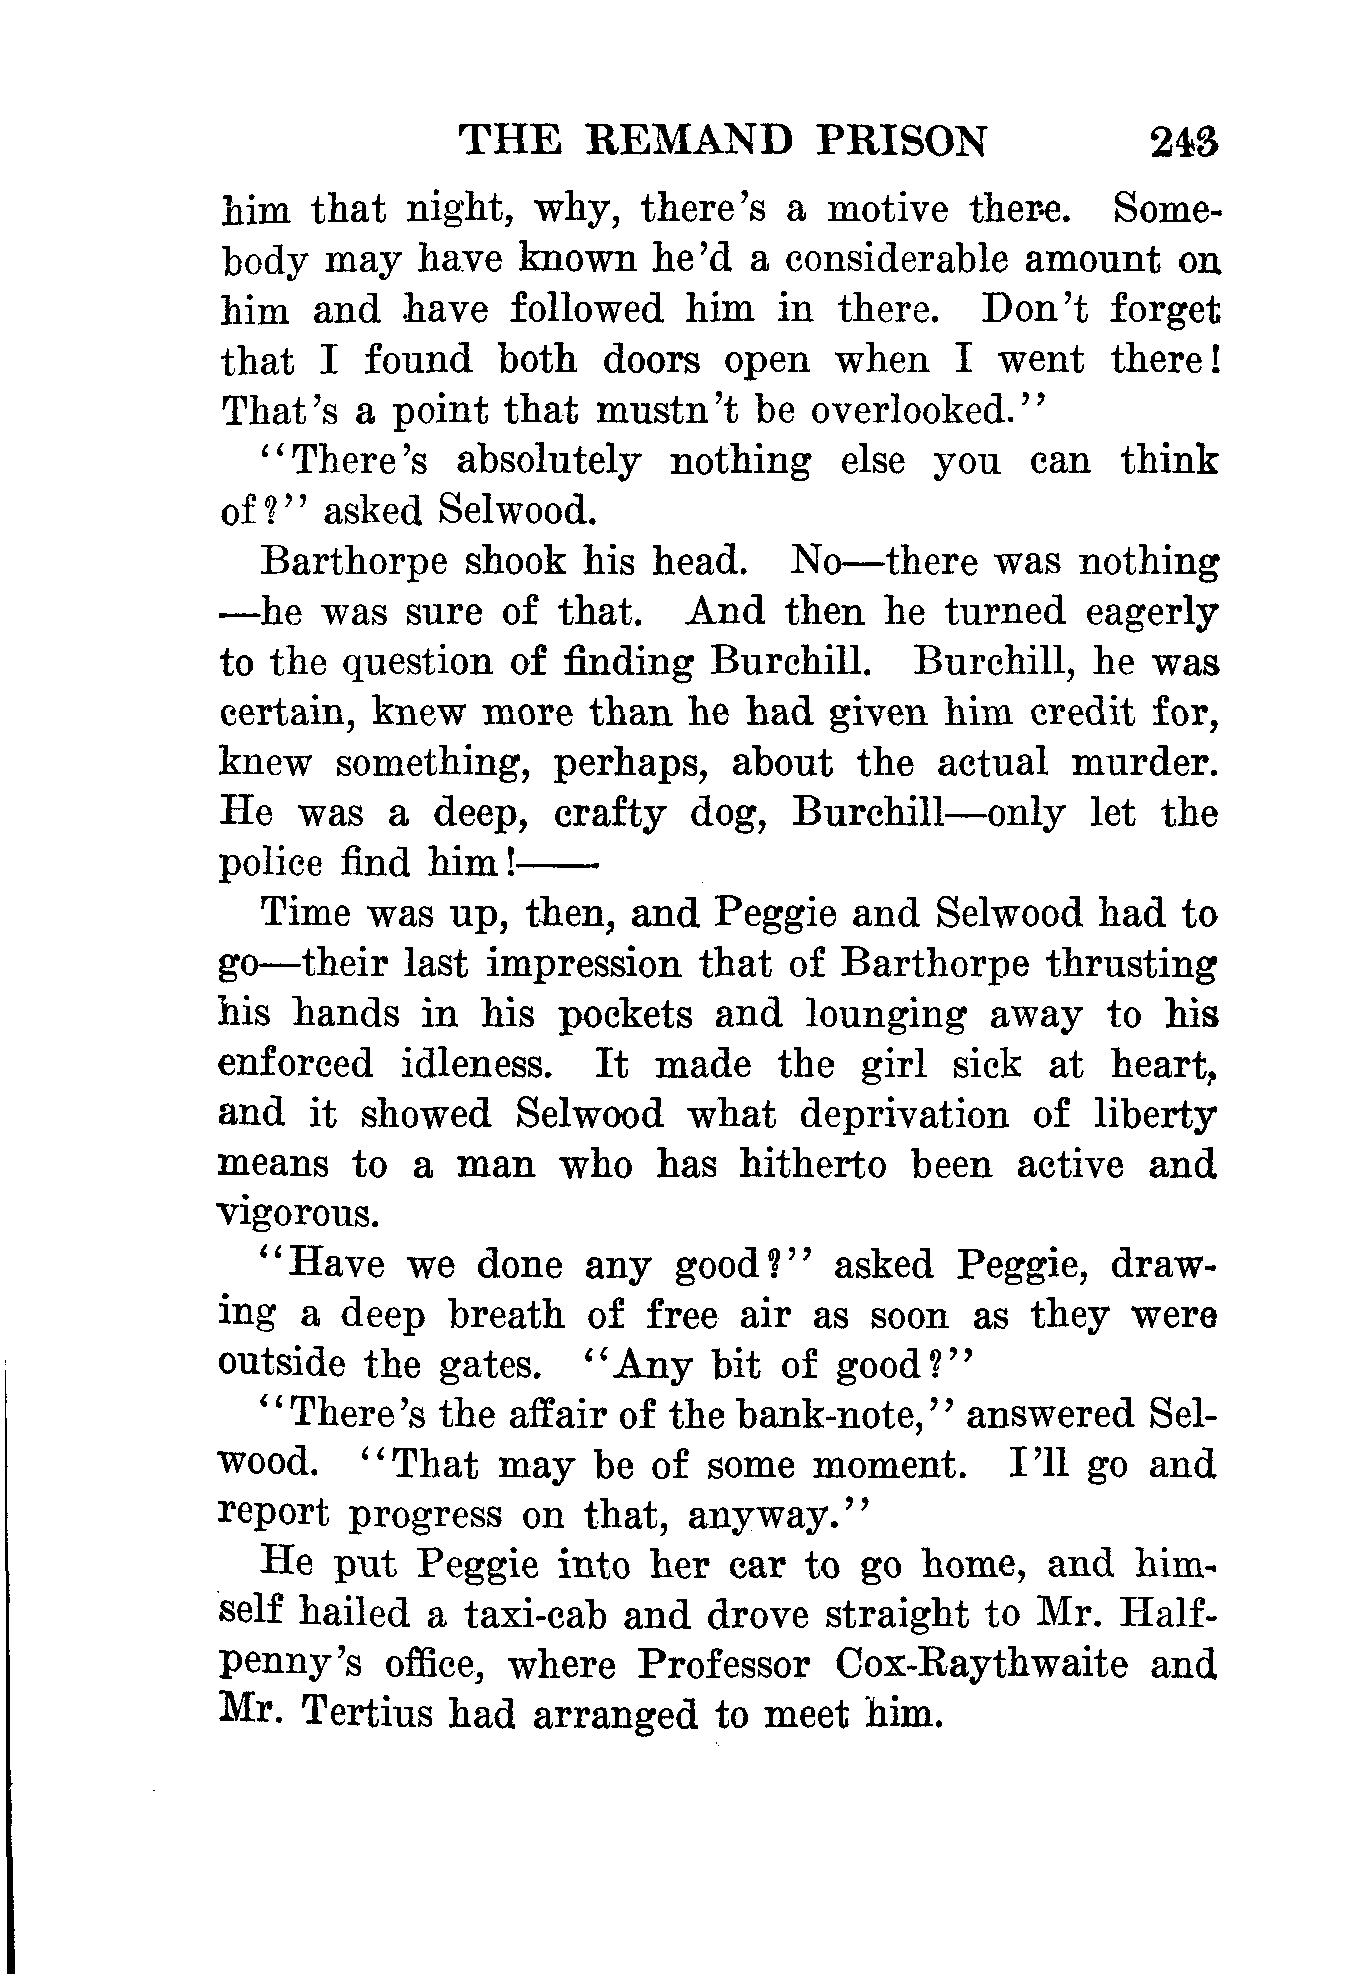 THE REMAND PRISON 243
him that night, why, there's a motive there. Some-
body may have known he'd a considerable amount on
him and have followed him in there. Don't forget
that I found both doors open when I went there!
That's a point that mustn't be overlooked."
"There's absolutely nothing else you can think
of?" asked Selwood.
Barthorpe shook his head. No—there was nothing
—he was sure of that. And then he turned eagerly
to the question of finding Burchill. Burchill, he was
certain, knew more than he had given him credit for,
knew something, perhaps, about the actual murder.
He was a deep, crafty dog, Burchill—only let the
police find him!——
Time was up, then, and Peggie and Selwood had to
go—their last impression that of Barthorpe thrusting
his hands in his pockets and lounging away to his
enforced idleness. It made the girl sick at heart,
and it showed Selwood what deprivation of liberty
means to a man who has hitherto been active and
vigorous.
"Have we done any good?" asked Peggie, draw-
ing a deep breath of free air as soon as they were
outside the gates. "Any bit of good?"
"There's the affair of the bank-note," answered Sel-
wood. "That may be of some moment. I'll go and
report progress on that, anyway."
He put Peggie into her car to go home, and him-
self hailed a taxi-cab and drove straight to Mr. Half-
penny's office, where Professor Cox-Raythwaite and
Mr. Tertius had arranged to meet him.